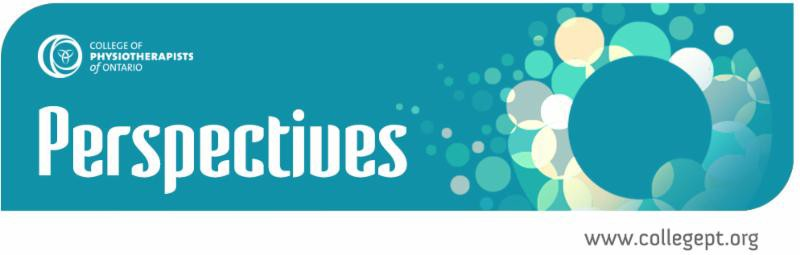 COLLEGE OF
PHYSIOTHERAPISTS
of ONTARIO
Perspectives
www.collegept.org